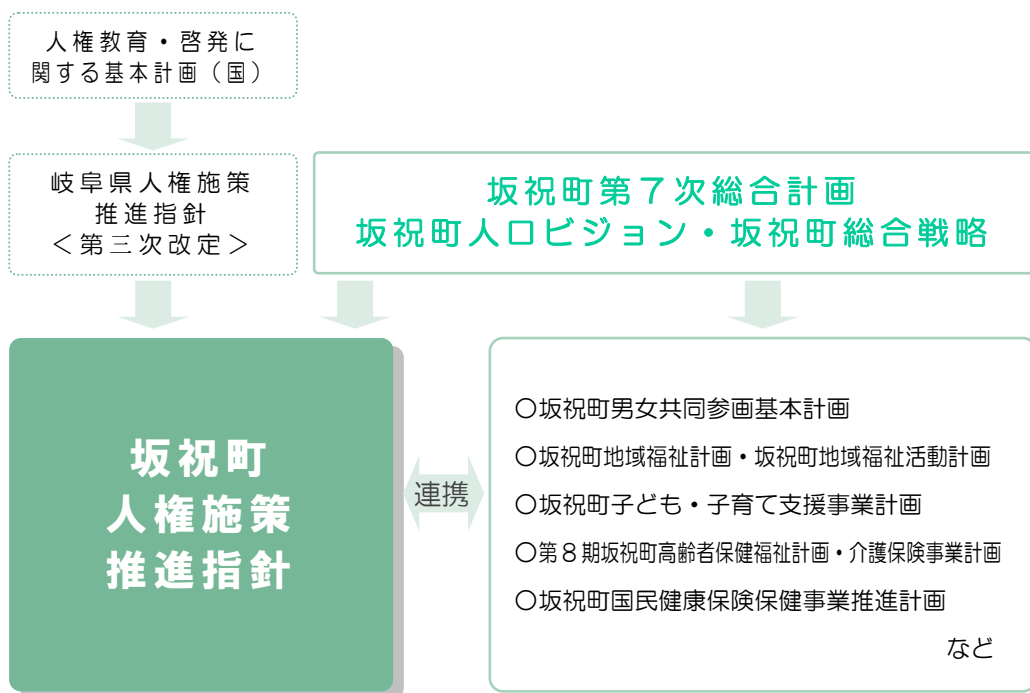 人権教育・啓発に
関する基本計画（国）
岐阜県人権施策
推進指針
＜第三次改定＞
坂祝町第７次総合計画
坂祝町人口ビジョン・坂祝町総合戦略
坂祝町
人権施策
推進指針
連携
〇坂祝町男女共同参画基本計画
〇坂祝町地域福祉計画・坂祝町地域福祉活動計画
〇坂祝町子ども・子育て支援事業計画
〇第８期坂祝町高齢者保健福祉計画・介護保険事業計画
〇坂祝町国民健康保険保健事業推進計画
など